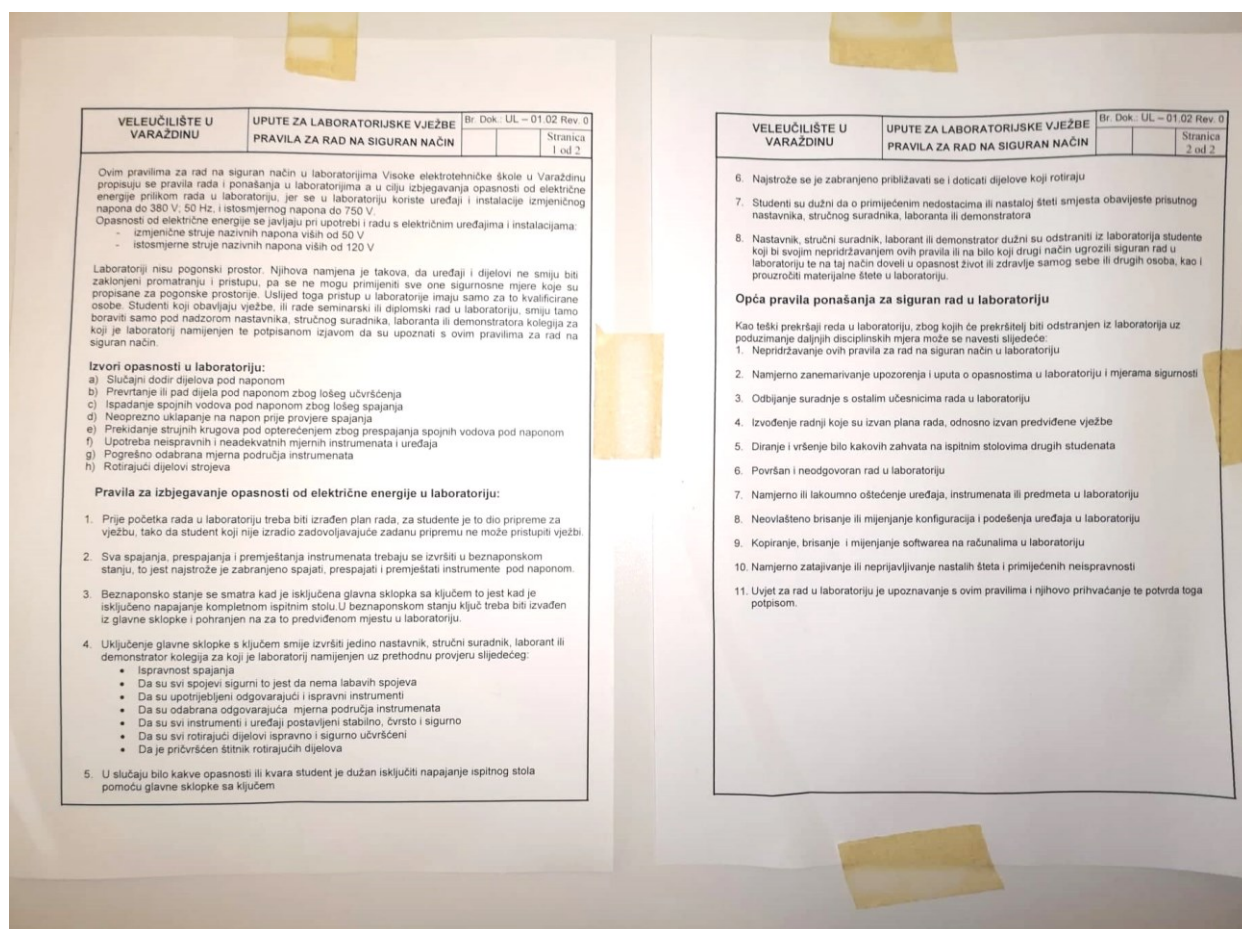 VELEUČILIŠTE U
VARAŽDINU
UPUTE ZA LABORATORIJSKE VJEŽBE
PRAVILA ZA RAD NA SIGURAN NAČIN
Br. Dok.: UL – 01.02 Rev. 0
Stranica
1 od 2
Ovim pravilima za rad na siguran način u laboratorijima Visoke elektrotehničke škole u Varaždinu
propisuju se pravila rada i ponašanja u laboratorijima a u cilju izbjegavanja opasnosti od električne
energije prilikom rada u laboratoriju, jer se u laboratoriju koriste uređaji i instalacije izmjeničnog
napona do 380 V; 50 Hz, i istosmjernog napona do 750 V.
Opasnosti od električne energije se javljaju pri upotrebi i radu s električnim uređajima i instalacijama:
- izmjenične struje nazivnih napona viših od 50 V
- istosmjerne struje nazivnih napona viših od 120 V
Laboratoriji nisu pogonski prostor. Njihova namjena je takova, da uređaji i dijelovi ne smiju biti
zaklonjeni promatranju i pristupu, pa se ne mogu primijeniti sve one sigurnosne mjere koje su
propisane za pogonske prostorije. Uslijed toga pristup u laboratorije imaju samo za to kvalificirane
osobe. Studenti koji obavljaju vježbe, ili rade seminarski ili diplomski rad u laboratoriju, smiju tamo
boraviti samo pod nadzorom nastavnika, stručnog suradnika, laboranta ili demonstratora kolegija za
koji je laboratorij namijenjen te potpisanom izjavom da su upoznati s ovim pravilima za rad na
siguran način.
Izvori opasnosti u laboratoriju:
a) Slučajni dodir dijelova pod naponom
b) Prevrtanje ili pad dijela pod naponom zbog lošeg učvršćenja
c) Ispadanje spojnih vodova pod naponom zbog lošeg spajanja
d) Neoprezno uklapanje na napon prije provjere spajanja
e) Prekidanje strujnih krugova pod opterećenjem zbog prespajanja spojnih vodova pod naponom
f) Upotreba neispravnih i neadekvatnih mjernih instrumenata i uređaja
g) Pogrešno odabrana mjerna područja instrumenata
h) Rotirajući dijelovi strojeva
Pravila za izbjegavanje opasnosti od električne energije u laboratoriju:
1. Prije početka rada u laboratoriju treba biti izrađen plan rada, za studente je to dio pripreme za
vježbu, tako da student koji nije izradio zadovoljavajuće zadanu pripremu ne može pristupiti vježbi.
2. Sva spajanja, prespajanja i premještanja instrumenata trebaju se izvršiti u beznaponskom
stanju, to jest najstrože je zabranjeno spajati, prespajati i premještati instrumente pod naponom.
3. Beznaponsko stanje se smatra kad je isključena glavna sklopka sa ključem to jest kad je
isključeno napajanje kompletnom ispitnim stolu.U beznaponskom stanju ključ treba biti izvađen
iz glavne sklopke i pohranjen na za to predviđenom mjestu u laboratoriju.
4. Uključenje glavne sklopke s ključem smije izvršiti jedino nastavnik, stručni suradnik, laborant ili
demonstrator kolegija za koji je laboratorij namijenjen uz prethodnu provjeru slijedećeg:
• Ispravnost spajanja
• Da su svi spojevi sigurni to jest da nema labavih spojeva
• Da su upotrijebljeni odgovarajući i ispravni instrumenti
• Da su odabrana odgovarajuća mjerna područja instrumenata
• Da su svi instrumenti i uređaji postavljeni stabilno, čvrsto i sigurno
• Da su svi rotirajući dijelovi ispravno i sigurno učvršćeni
• Da je pričvršćen štitnik rotirajućih dijelova
5. U slučaju bilo kakve opasnosti ili kvara student je dužan isključiti napajanje ispitnog stola
pomoću glavne sklopke sa ključem
VELEUČILIŠTE U
VARAŽDINU
UPUTE ZA LABORATORIJSKE VJEŽBE
PRAVILA ZA RAD NA SIGURAN NAČIN
Br. Dok.: UL – 01.02 Rev. 0
Stranica
2 od 2
6. Najstrože se je zabranjeno približavati se i doticati dijelove koji rotiraju
7. Studenti su dužni da o primijećenim nedostacima ili nastaloj šteti smjesta obavijeste prisutnog
nastavnika, stručnog suradnika, laboranta ili demonstratora
8. Nastavnik, stručni suradnik, laborant ili demonstrator dužni su odstraniti iz laboratorija studente
koji bi svojim nepridržavanjem ovih pravila ili na bilo koji drugi način ugrozili siguran rad u
laboratoriju te na taj način doveli u opasnost život ili zdravlje samog sebe ili drugih osoba, kao i
prouzročiti materijalne štete u laboratoriju.
Opća pravila ponašanja za siguran rad u laboratoriju
Kao teški prekršaji reda u laboratoriju, zbog kojih će prekršitelj biti odstranjen iz laboratorija uz
poduzimanje daljnjih disciplinskih mjera može se navesti slijedeće:
1. Nepridržavanje ovih pravila za rad na siguran način u laboratoriju
2. Namjerno zanemarivanje upozorenja i uputa o opasnostima u laboratoriju i mjerama sigurnosti
3. Odbijanje suradnje s ostalim učesnicima rada u laboratoriju
4. Izvođenje radnji koje su izvan plana rada, odnosno izvan predviđene vježbe
5. Diranje i vršenje bilo kakovih zahvata na ispitnim stolovima drugih studenata
6. Površan i neodgovoran rad u laboratoriju
7. Namjerno ili lakoumno oštećenje uređaja, instrumenata ili predmeta u laboratoriju
8. Neovlašteno brisanje ili mijenjanje konfiguracija i podešenja uređaja u laboratoriju
9. Kopiranje, brisanje i mijenjanje softwarea na računalima u laboratoriju
10. Namjerno zatajivanje ili neprijavljivanje nastalih šteta i primijećenih neispravnosti
11. Uvjet za rad u laboratoriju je upoznavanje s ovim pravilima i njihovo prihvaćanje te potvrda toga
potpisom.